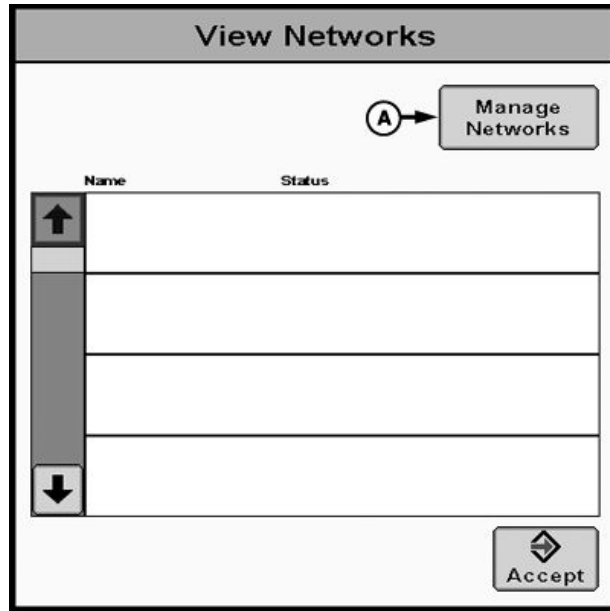 View Networks
A
Manage
Networks
Name Status
Accept